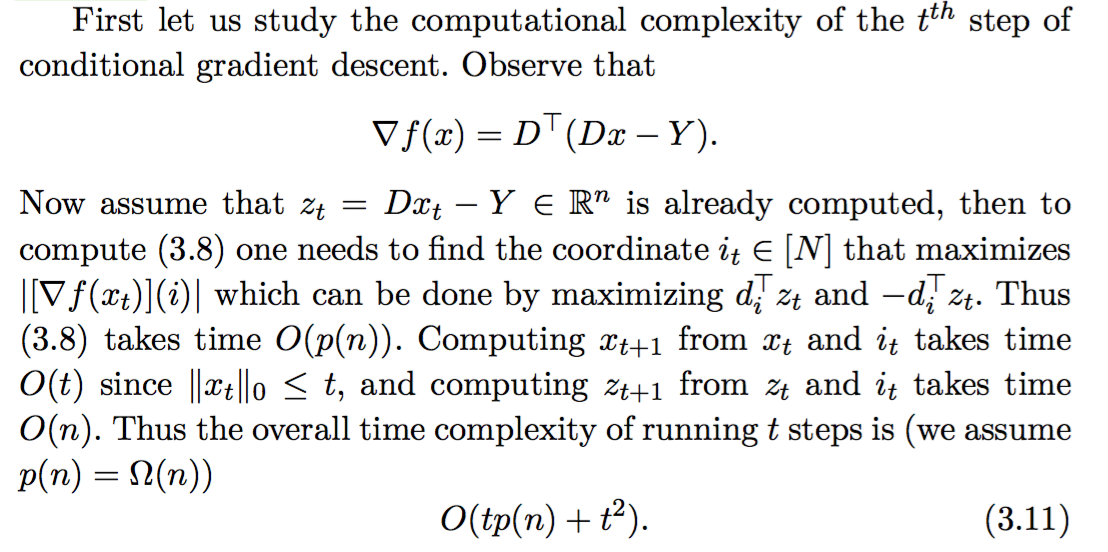 First let us study the computational complexity of the $t^{th}$ step of
conditional gradient descent. Observe that
$$\nabla f(x) = D^\top (Dx - Y).$$
Now assume that $z_t = Dx_t - Y \in \mathbb{R}^n$ is already computed, then to
compute (3.8) one needs to find the coordinate $i_t \in [N]$ that maximizes
$|[\nabla f(x_t)](i)|$ which can be done by maximizing $d_i^\top z_t$ and $-d_i^\top z_t$. Thus
(3.8) takes time $O(p(n))$. Computing $x_{t+1}$ from $x_t$ and $i_t$ takes time
$O(t)$ since $\|x_t\|_0 \leq t$, and computing $z_{t+1}$ from $z_t$ and $i_t$ takes time
$O(n)$. Thus the overall time complexity of running $t$ steps is (we assume
$p(n) = \Omega(n)$)
$$O(tp(n) + t^2). \quad (3.11)$$